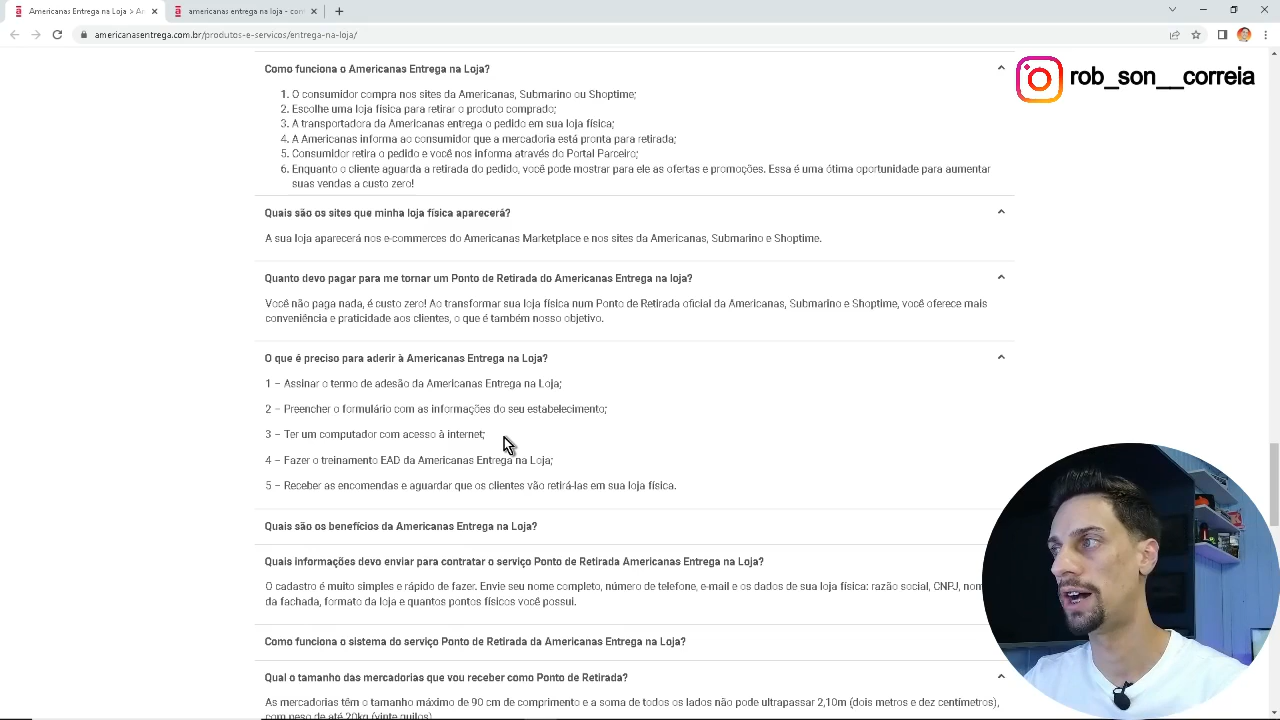 Americanas Entrega na Loja > A
americanas entrega na loja - con
americanasentrega.com.br/produtos-e-servicos/entrega-na-loja/
rob_son__correia
Como funciona o Americanas Entrega na Loja?
1. O consumidor compra nos sites da Americanas, Submarino ou Shoptime;
2. Escolhe uma loja física para retirar o produto comprado;
3. A transportadora da Americanas entrega o pedido em sua loja física;
4. A Americanas informa ao consumidor que a mercadoria está pronta para retirada;
5. Consumidor retira o pedido e você nos informa através do Portal Parceiro;
6. Enquanto o cliente aguarda a retirada do pedido, você pode mostrar para ele as ofertas e promoções. Essa é uma ótima oportunidade para aumentar
suas vendas a custo zero!
Quais são os sites que minha loja física aparecerá?
A sua loja aparecerá nos e-commerces do Americanas Marketplace e nos sites da Americanas, Submarino e Shoptime.
Quanto devo pagar para me tornar um Ponto de Retirada do Americanas Entrega na loja?
Você não paga nada, é custo zero! Ao transformar sua loja física num Ponto de Retirada oficial da Americanas, Submarino e Shoptime, você oferece mais
conveniência e praticidade aos clientes, o que é também nosso objetivo.
O que é preciso para aderir à Americanas Entrega na Loja?
1 – Assinar o termo de adesão da Americanas Entrega na Loja;
2 – Preencher o formulário com as informações do seu estabelecimento;
3 – Ter um computador com acesso à internet;
4 – Fazer o treinamento EAD da Americanas Entrega na Loja;
5 – Receber as encomendas e aguardar que os clientes vão retirá-las em sua loja física.
Quais são os benefícios da Americanas Entrega na Loja?
Quais informações devo enviar para contratar o serviço Ponto de Retirada Americanas Entrega na Loja?
O cadastro é muito simples e rápido de fazer. Envie seu nome completo, número de telefone, e-mail e os dados de sua loja física: razão social, CNPJ, no
da fachada, formato da loja e quantos pontos físicos você possui.
Como funciona o sistema do serviço Ponto de Retirada da Americanas Entrega na Loja?
Qual o tamanho das mercadorias que vou receber como Ponto de Retirada?
As mercadorias têm o tamanho máximo de 90 cm de comprimento e a soma de todos os lados não pode ultrapassar 2,10m (dois metros e dez centímetros),
com peso de até 20kg (vinte quilos)